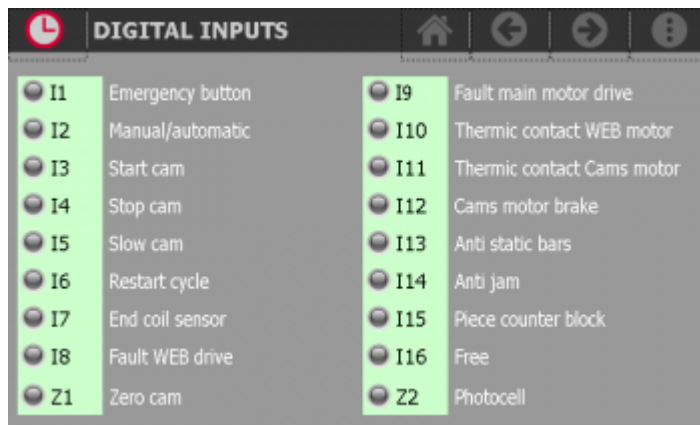 DIGITAL INPUTS
I1 Emergency button
I2 Manual/automatic
I3 Start cam
I4 Stop cam
I5 Slow cam
I6 Restart cycle
I7 End coil sensor
I8 Fault WEB drive
Z1 Zero cam
I9 Fault main motor drive
I10 Thermic contact WEB motor
I11 Thermic contact Cams motor
I12 Cams motor brake
I13 Anti static bars
I14 Anti jam
I15 Piece counter block
I16 Free
Z2 Photocell